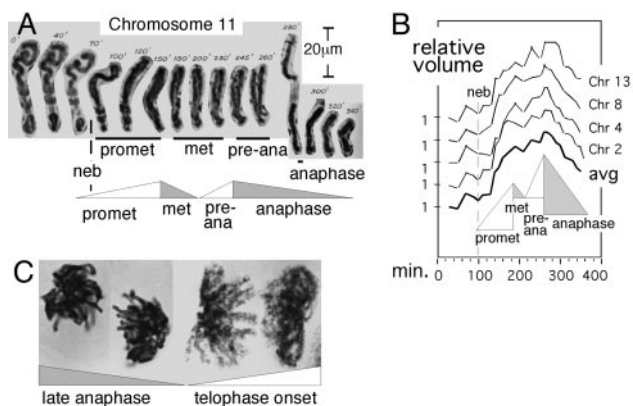 A
Chromosome 11
0' 40' 90' 100' 120' 150' 180' 200' 230' 245' 260' 280'
20μm
300' 320' 340'
promet met pre-ana
anaphase
neb
promet met pre-
ana anaphase
B
relative
volume
neb
Chr 13
1
Chr 8
1
Chr 4
1
Chr 2
1
avg
1
met
pre-
ana
anaphase
promet
min. 0 100 200 300 400
C
late anaphase telophase onset